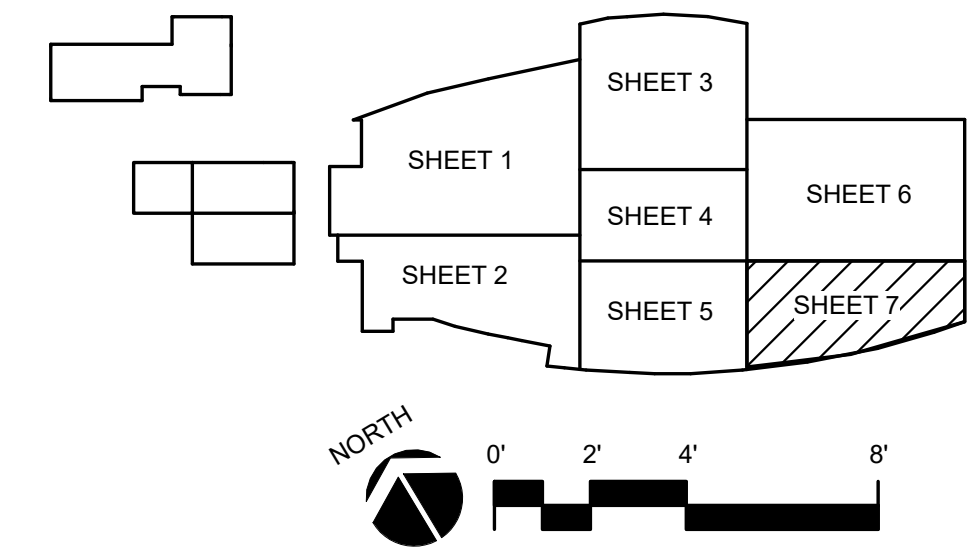 SHEET 3
SHEET 1
SHEET 6
SHEET 4
SHEET 2
SHEET 7
SHEET 5
NORTH
0' 2' 4' 8'